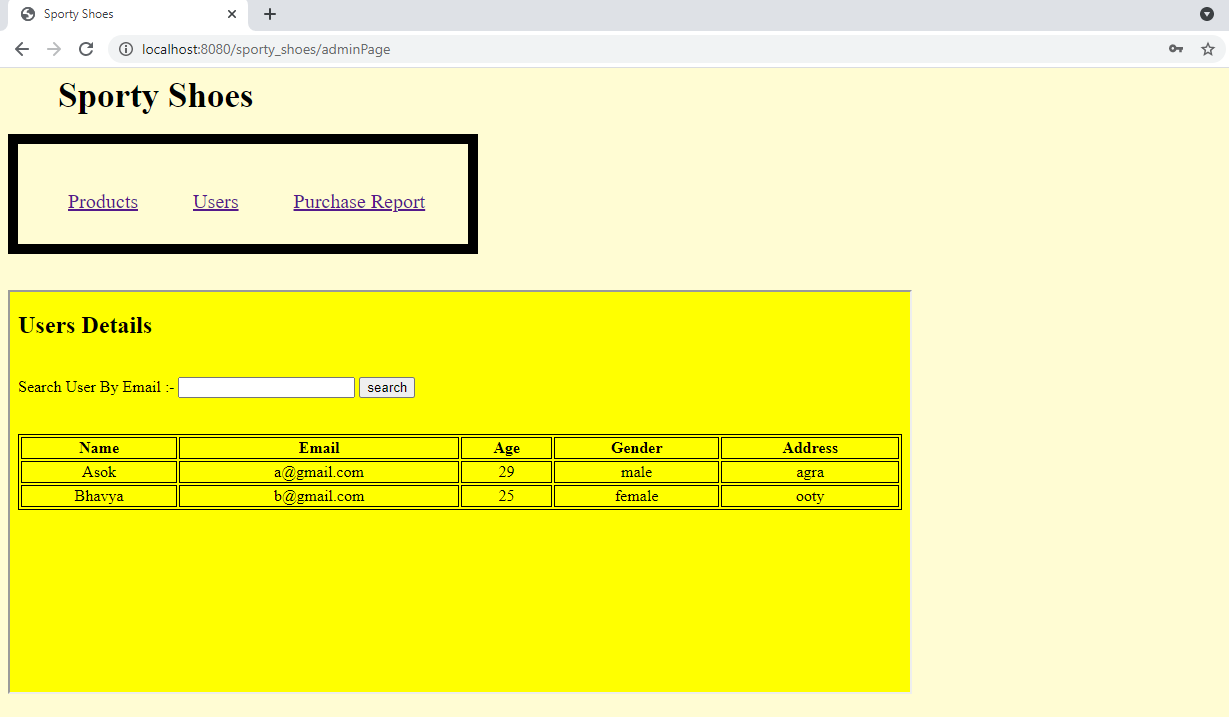 Sporty Shoes
localhost:8080/sporty_shoes/adminPage
Sporty Shoes
Products Users Purchase Report
Users Details
Search User By Email :- search
Name Email Age Gender Address
Asok a@gmail.com 29 male agra
Bhavya b@gmail.com 25 female ooty